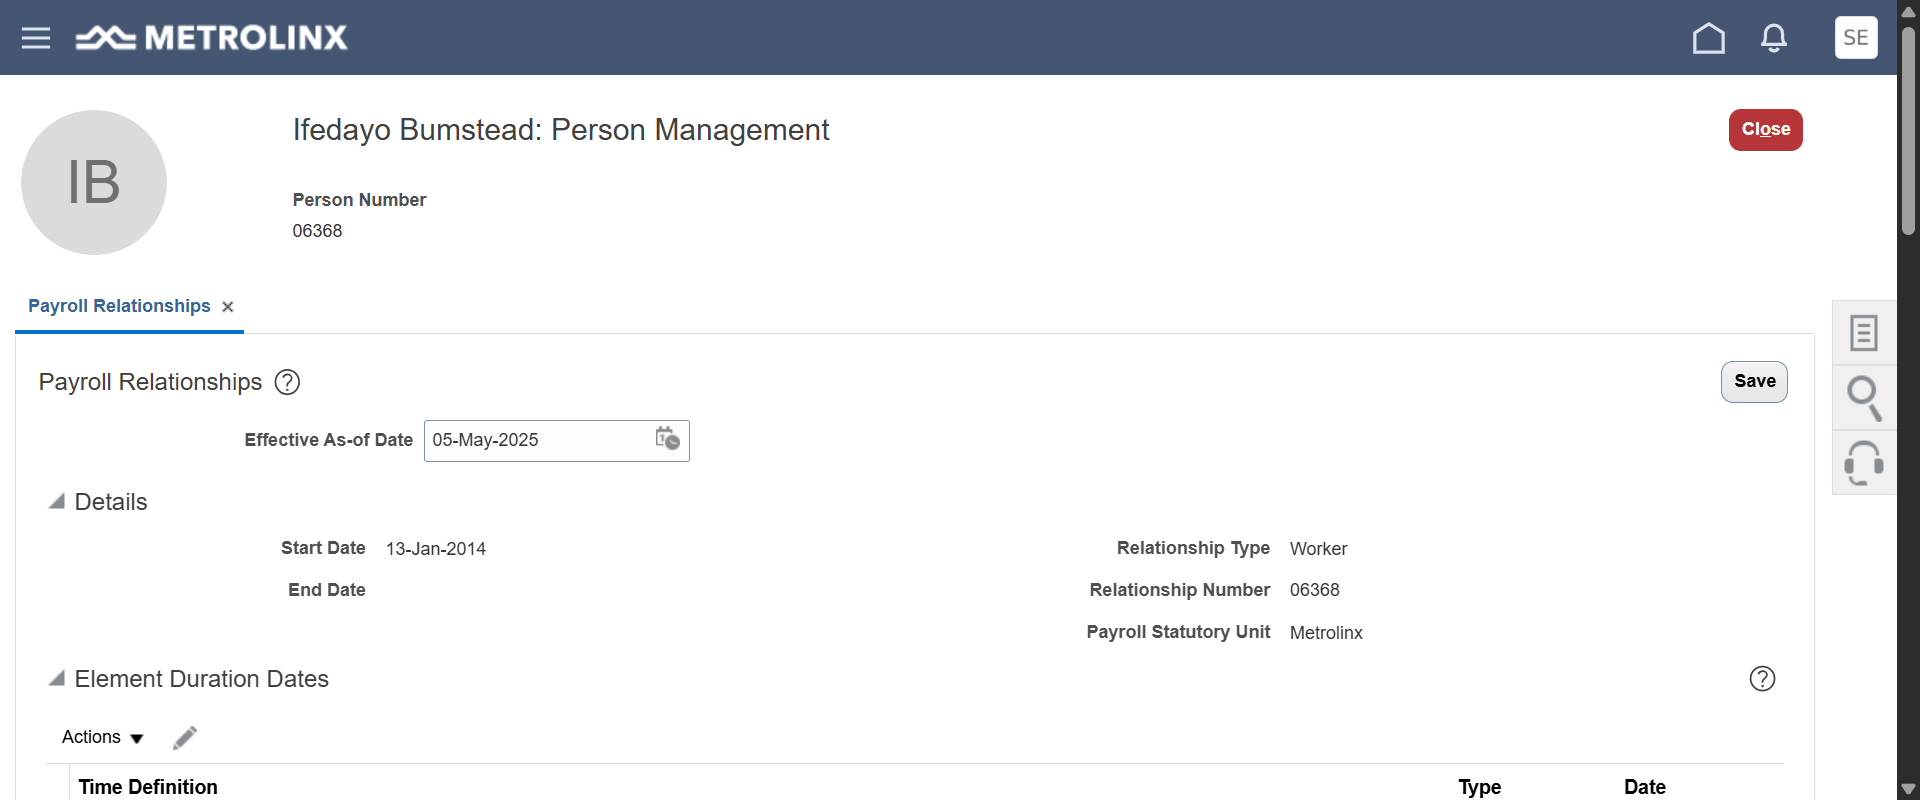 METROLINX
SE
IB
Ifedayo Bumstead: Person Management
Close
Person Number
06368
Payroll Relationships
Payroll Relationships
Save
Effective As-of Date 05-May-2025
Details
Start Date 13-Jan-2014
Relationship Type Worker
End Date
Relationship Number 06368
Payroll Statutory Unit Metrolinx
Element Duration Dates
Actions
Time Definition Type Date